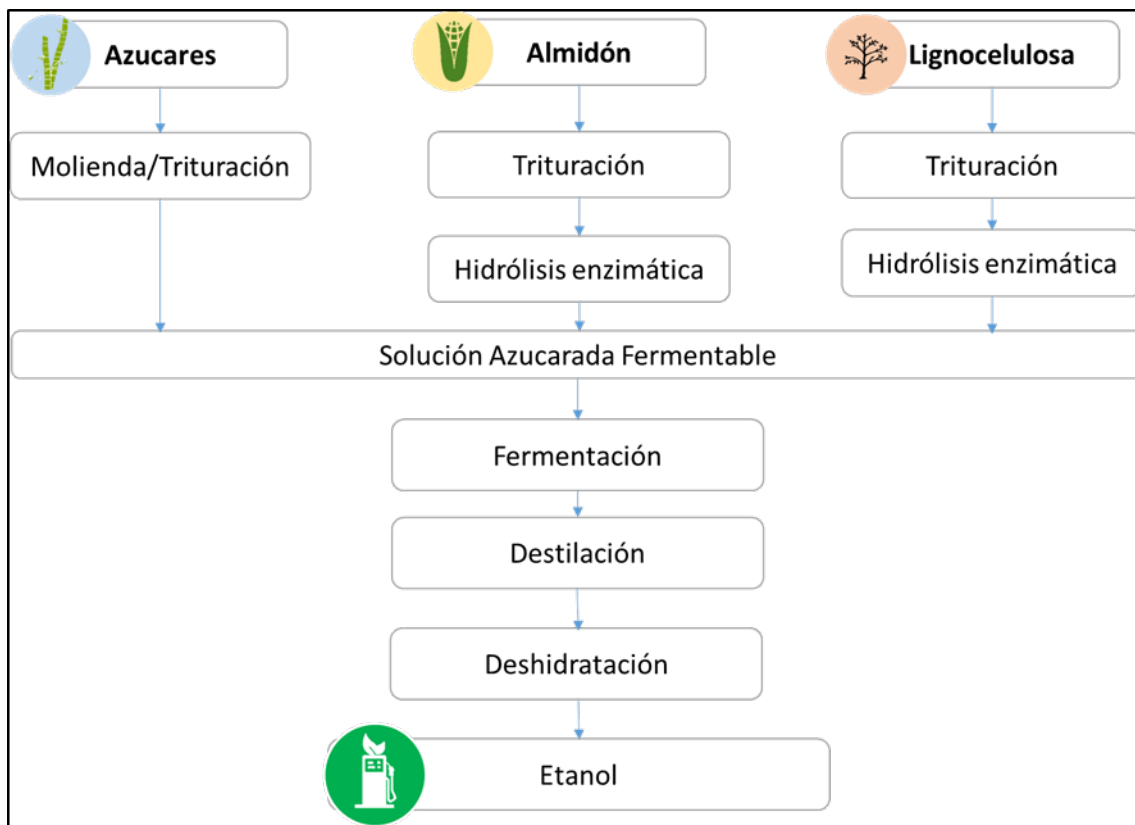 Azucares
Almidón
Lignocelulosa
Molienda/Trituración
Trituración
Trituración
Hidrólisis enzimática
Hidrólisis enzimática
Solución Azucarada Fermentable
Fermentación
Destilación
Deshidratación
Etanol